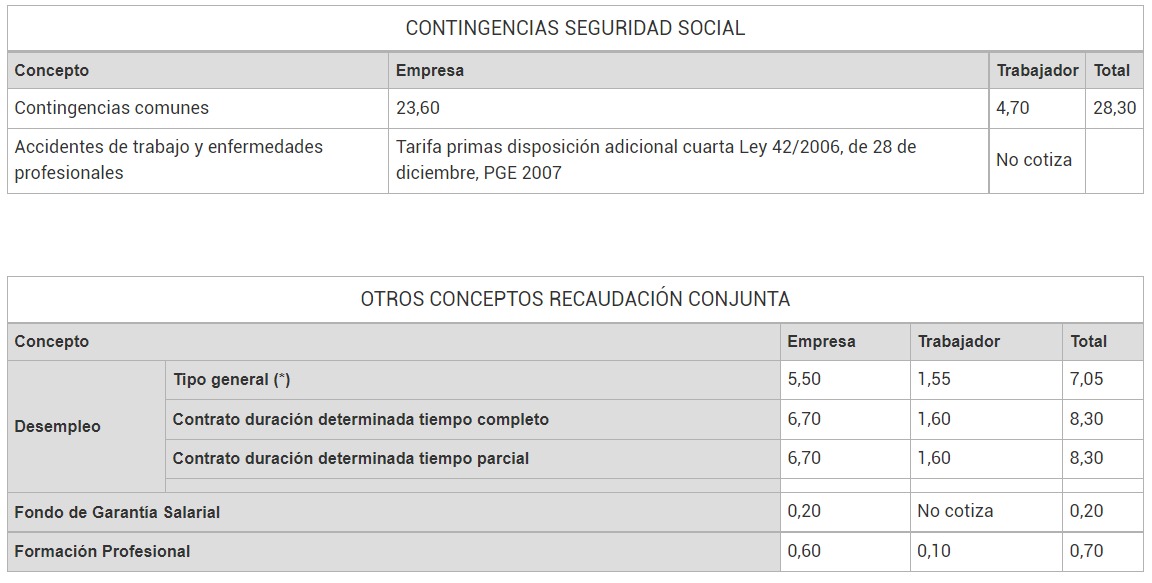 CONTINGENCIAS SEGURIDAD SOCIAL
Concepto Empresa Trabajador Total
Contingencias comunes 23,60 4,70 28,30
Accidentes de trabajo y enfermedades profesionales Tarifa primas disposición adicional cuarta Ley 42/2006, de 28 de diciembre, PGE 2007 No cotiza
OTROS CONCEPTOS RECAUDACIÓN CONJUNTA
Concepto Empresa Trabajador Total
Desempleo
Tipo general (*) 5,50 1,55 7,05
Contrato duración determinada tiempo completo 6,70 1,60 8,30
Contrato duración determinada tiempo parcial 6,70 1,60 8,30
Fondo de Garantía Salarial 0,20 No cotiza 0,20
Formación Profesional 0,60 0,10 0,70